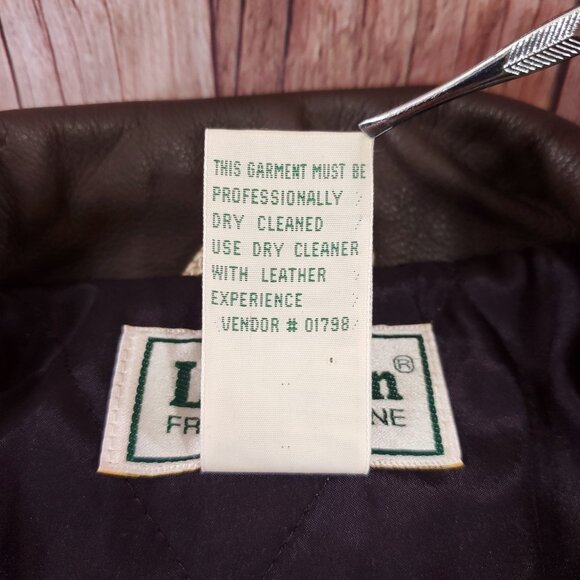 THIS GARMENT MUST BE
PROFESSIONALLY
DRY CLEANED
USE DRY CLEANER
WITH LEATHER
EXPERIENCE
VENDOR # 01798
®